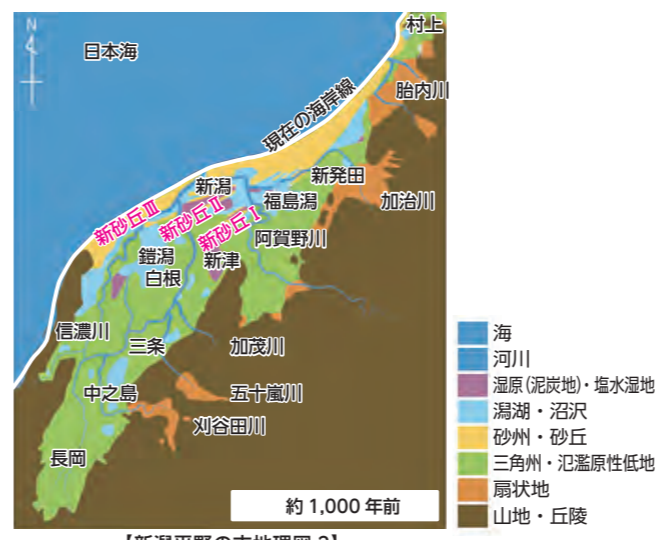 N
村上
日本海
胎内川
現在の海岸線
新発田
新潟
福島潟
加治川
新砂丘Ⅲ
新砂丘Ⅱ
新砂丘Ⅰ
阿賀野川
鎧潟
新津
白根
信濃川
三条
加茂川
中之島
五十嵐川
刈谷田川
長岡
約1,000年前
海
河川
湿原(泥炭地)・塩水湿地
潟湖・沼沢
砂州・砂丘
三角州・氾濫原性低地
扇状地
山地・丘陵